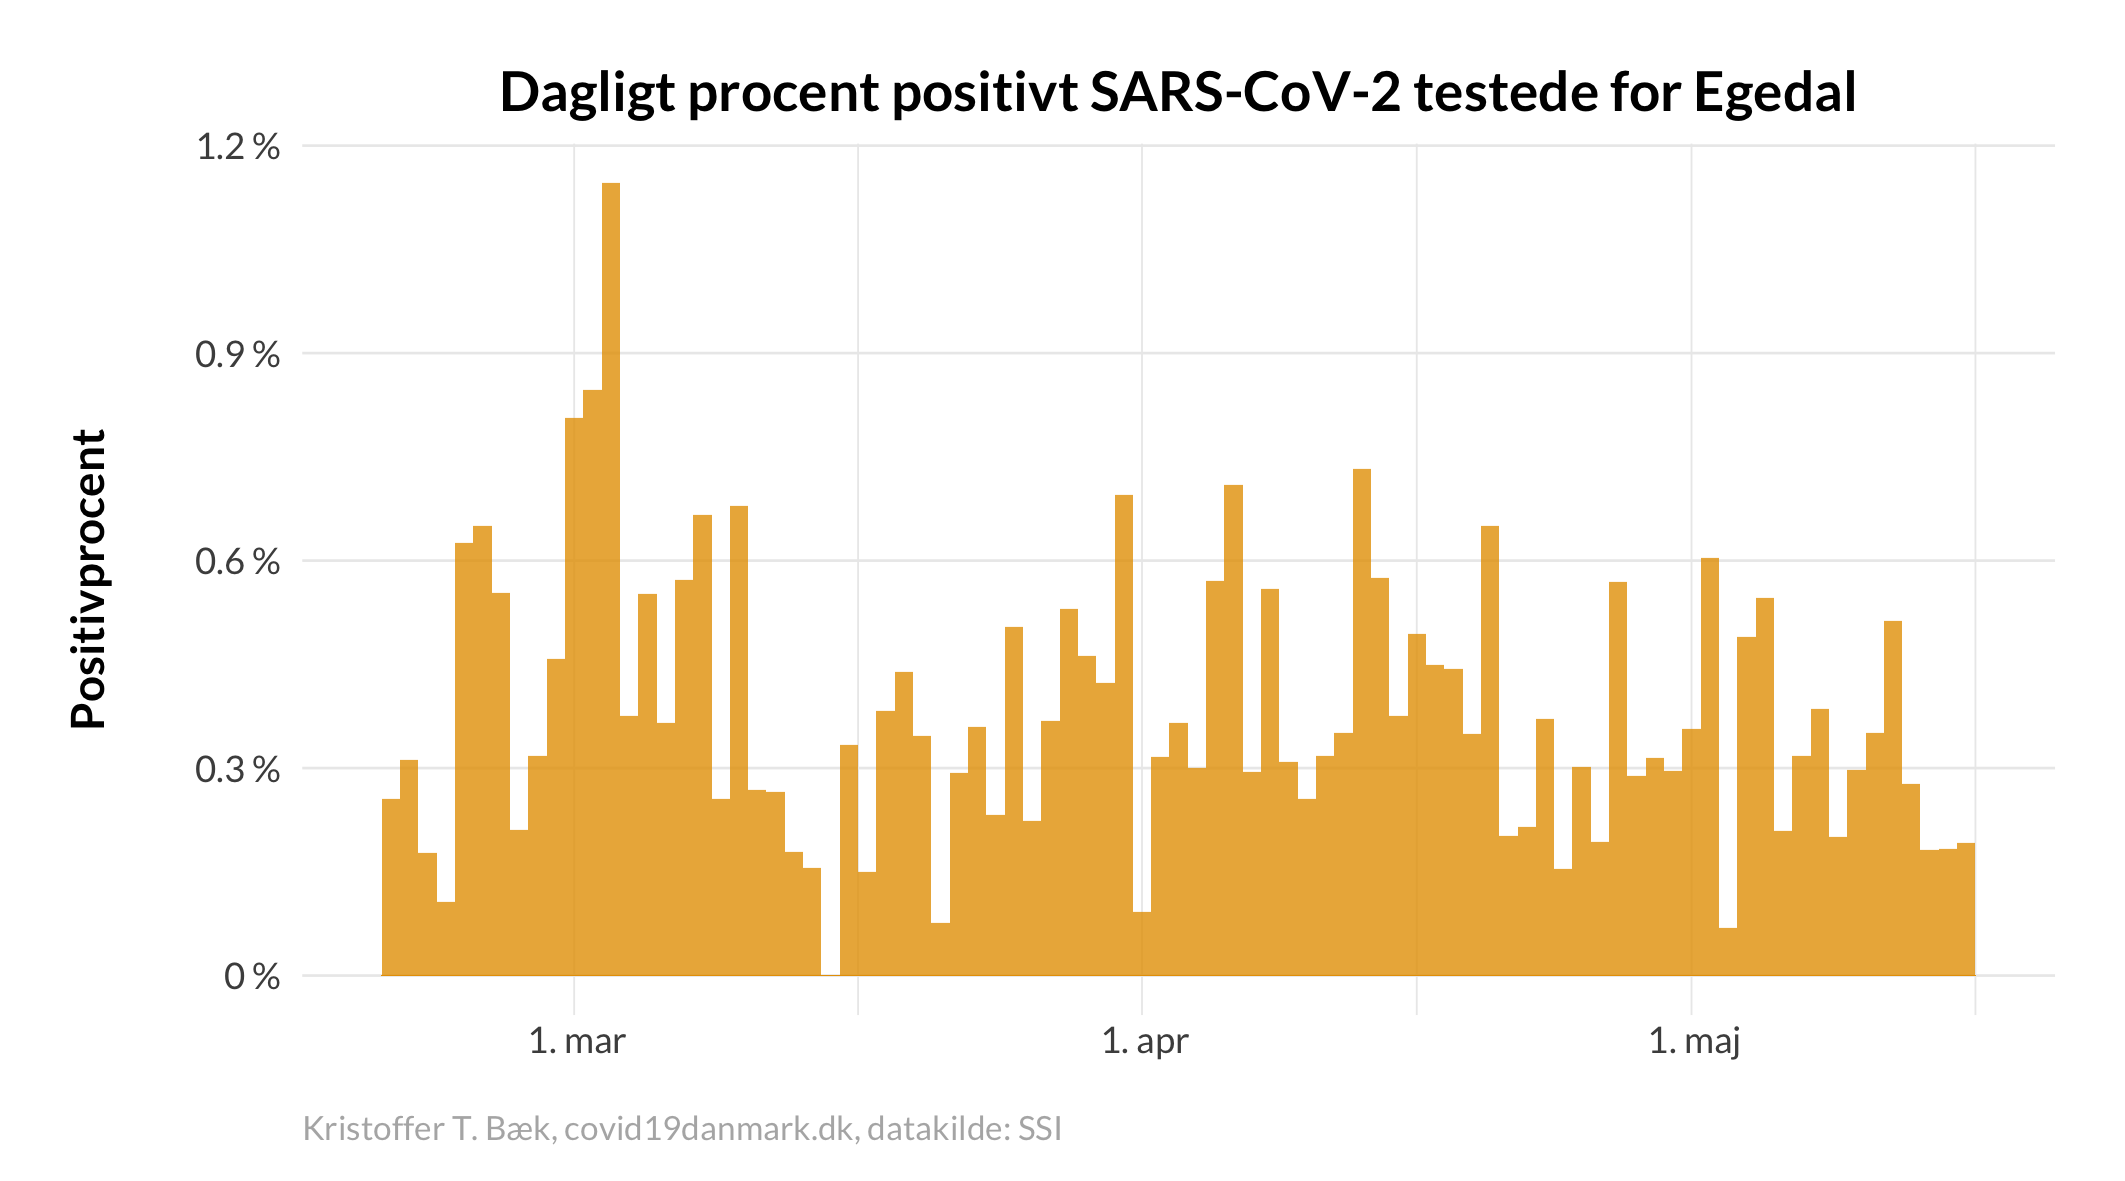 Dagligt procent positivt SARS-CoV-2 testede for Egedal
1.2 %
0.9 %
0.6 %
0.3 %
0 %
Positivprocent
1. mar
1. apr
1. maj
Kristoffer T. Bæk, covid19danmark.dk, datakilde: SSI